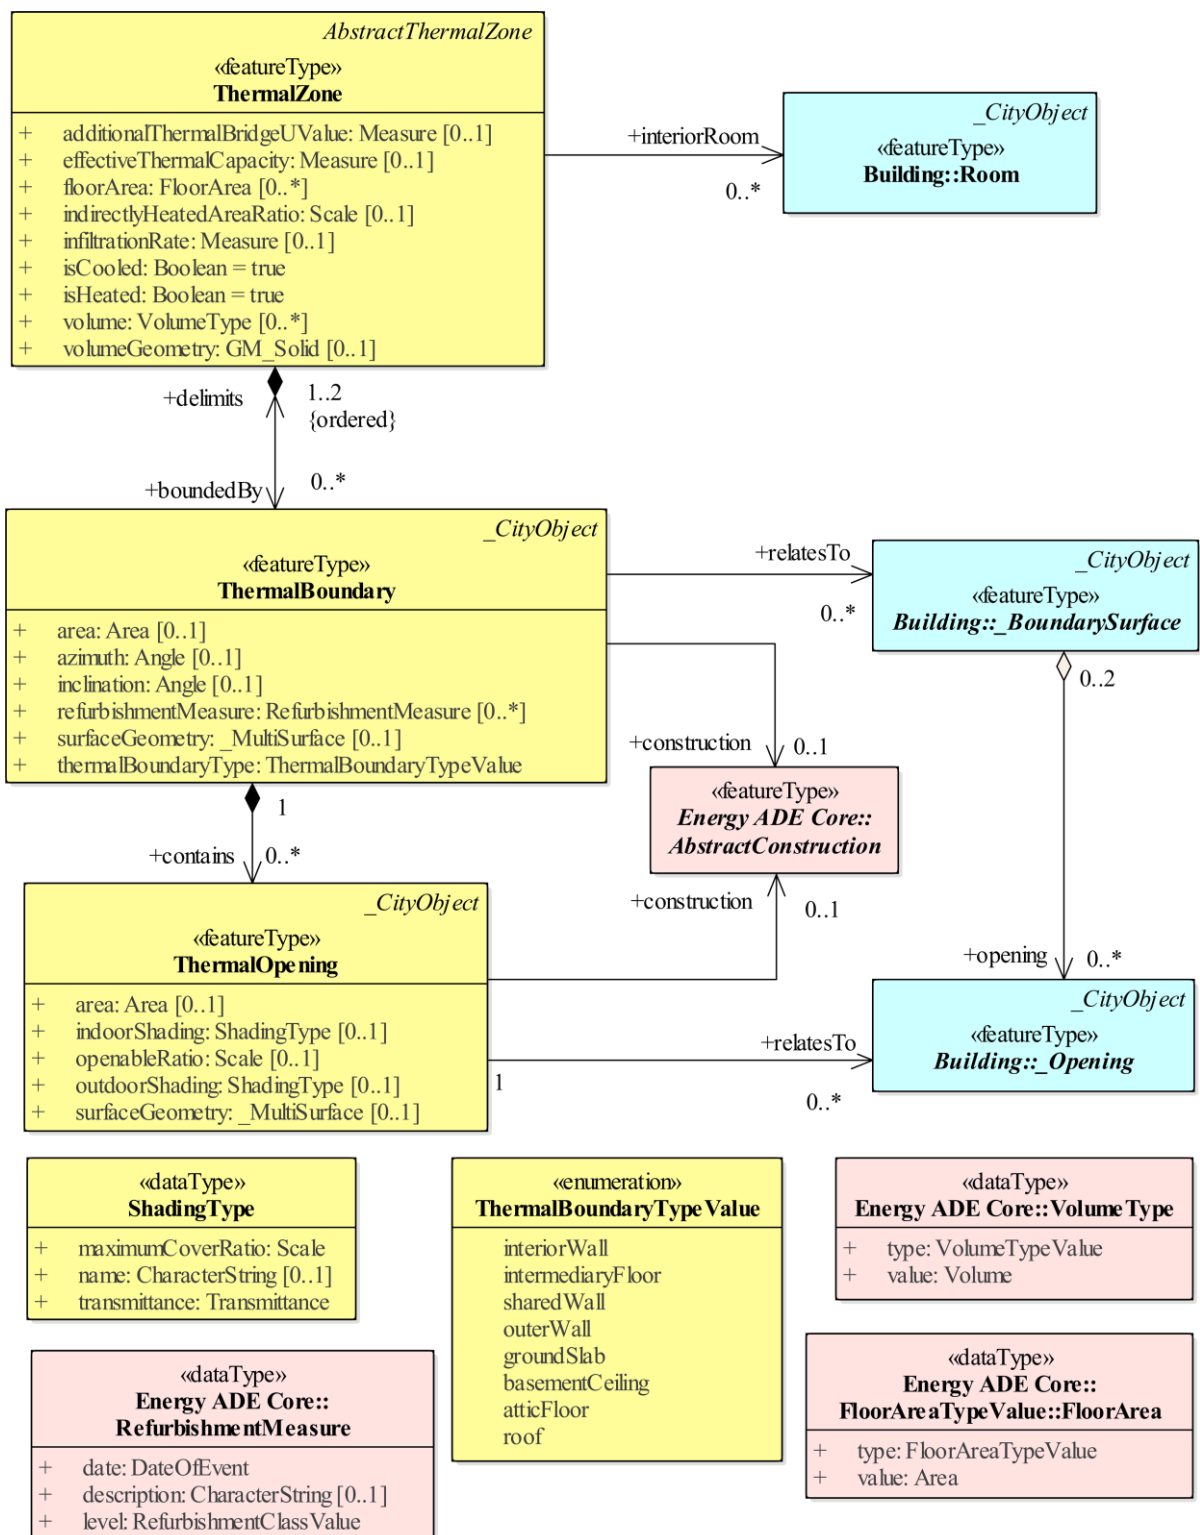 AbstractThermalZone
«featureType»
ThermalZone
+ additionalThermalBridgeUValue: Measure [0..1]
+ effectiveThermalCapacity: Measure [0..1]
+ floorArea: FloorArea [0..*]
+ indirectlyHeatedAreaRatio: Scale [0..1]
+ infiltrationRate: Measure [0..1]
+ isCooled: Boolean = true
+ isHeated: Boolean = true
+ volume: VolumeType [0..*]
+ volumeGeometry: GM_Solid [0..1]
+interiorRoom
0..*
_CityObject
«featureType»
Building::Room
+delimits
1..2
{ordered}
+boundedBy
0..*
_CityObject
«featureType»
ThermalBoundary
+ area: Area [0..1]
+ azimuth: Angle [0..1]
+ inclination: Angle [0..1]
+ refurbishmentMeasure: RefurbishmentMeasure [0..*]
+ surfaceGeometry: _MultiSurface [0..1]
+ thermalBoundaryType: ThermalBoundaryTypeValue
+relatesTo
0..*
_CityObject
«featureType»
Building::_BoundarySurface
0..2
+construction
0..1
«featureType»
Energy ADE Core::
AbstractConstruction
1
+contains
0..*
+construction
0..1
+opening
0..*
_CityObject
«featureType»
ThermalOpening
+ area: Area [0..1]
+ indoorShading: ShadingType [0..1]
+ openableRatio: Scale [0..1]
+ outdoorShading: ShadingType [0..1]
+ surfaceGeometry: _MultiSurface [0..1]
+relatesTo
1
0..*
_CityObject
«featureType»
Building::_Opening
«dataType»
ShadingType
+ maximumCoverRatio: Scale
+ name: CharacterString [0..1]
+ transmittance: Transmittance
«enumeration»
ThermalBoundaryTypeValue
interiorWall
intermediaryFloor
sharedWall
outerWall
groundSlab
basementCeiling
atticFloor
roof
«dataType»
Energy ADE Core::VolumeType
+ type: VolumeTypeValue
+ value: Volume
«dataType»
Energy ADE Core::
RefurbishmentMeasure
+ date: DateOfEvent
+ description: CharacterString [0..1]
+ level: RefurbishmentClassValue
«dataType»
Energy ADE Core::
FloorAreaTypeValue::FloorArea
+ type: FloorAreaTypeValue
+ value: Area